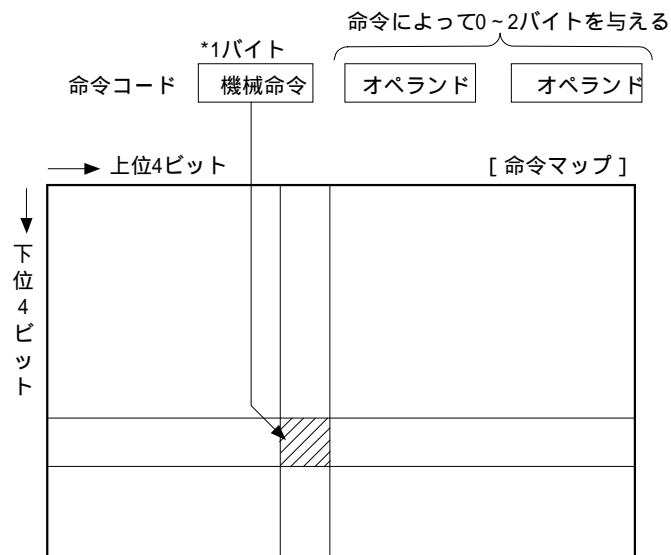 命令によって0~2バイトを与える
*1バイト
命令コード 機械命令 オペランド オペランド
上位4ビット [命令マップ]
下位4ビット